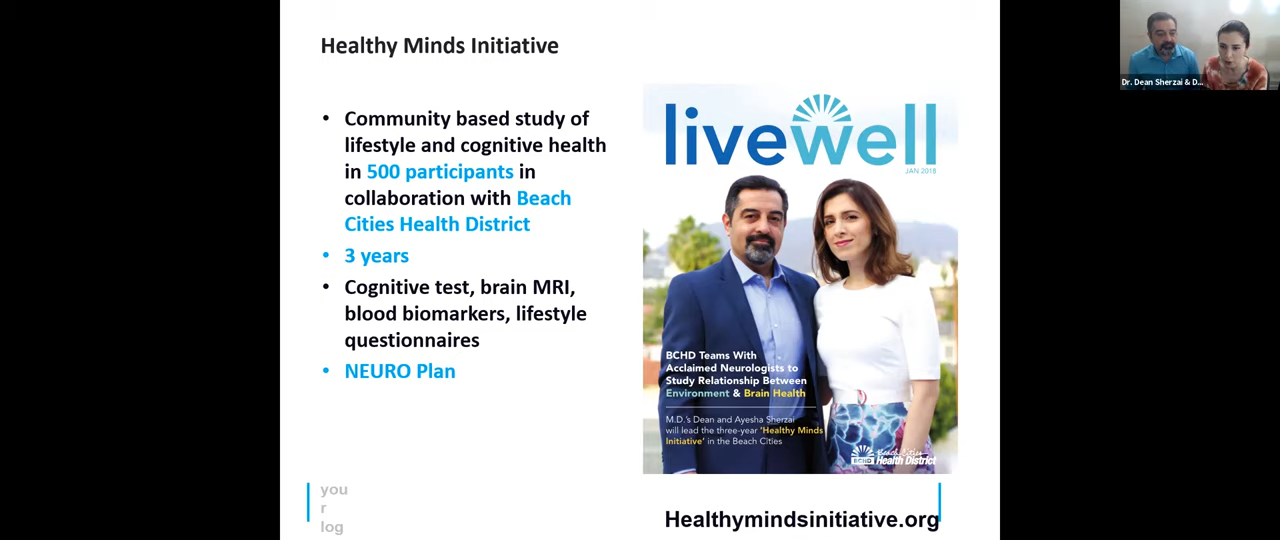 Healthy Minds Initiative
• Community based study of
lifestyle and cognitive health
in 500 participants in
collaboration with Beach
Cities Health District
• 3 years
• Cognitive test, brain MRI,
blood biomarkers, lifestyle
questionnaires
• NEURO Plan
livewell
JAN 2018
BCHD Teams With
Acclaimed Neurologists to
Study Relationship Between
Environment & Brain Health
M.D.'s Dean and Ayesha Sherzai
will lead the three-year 'Healthy Minds
Initiative' in the Beach Cities
BCHD
Beach Cities
Health District
you
r
log
Healthymindsinitiative.org
Dr. Dean Sherzai & D...